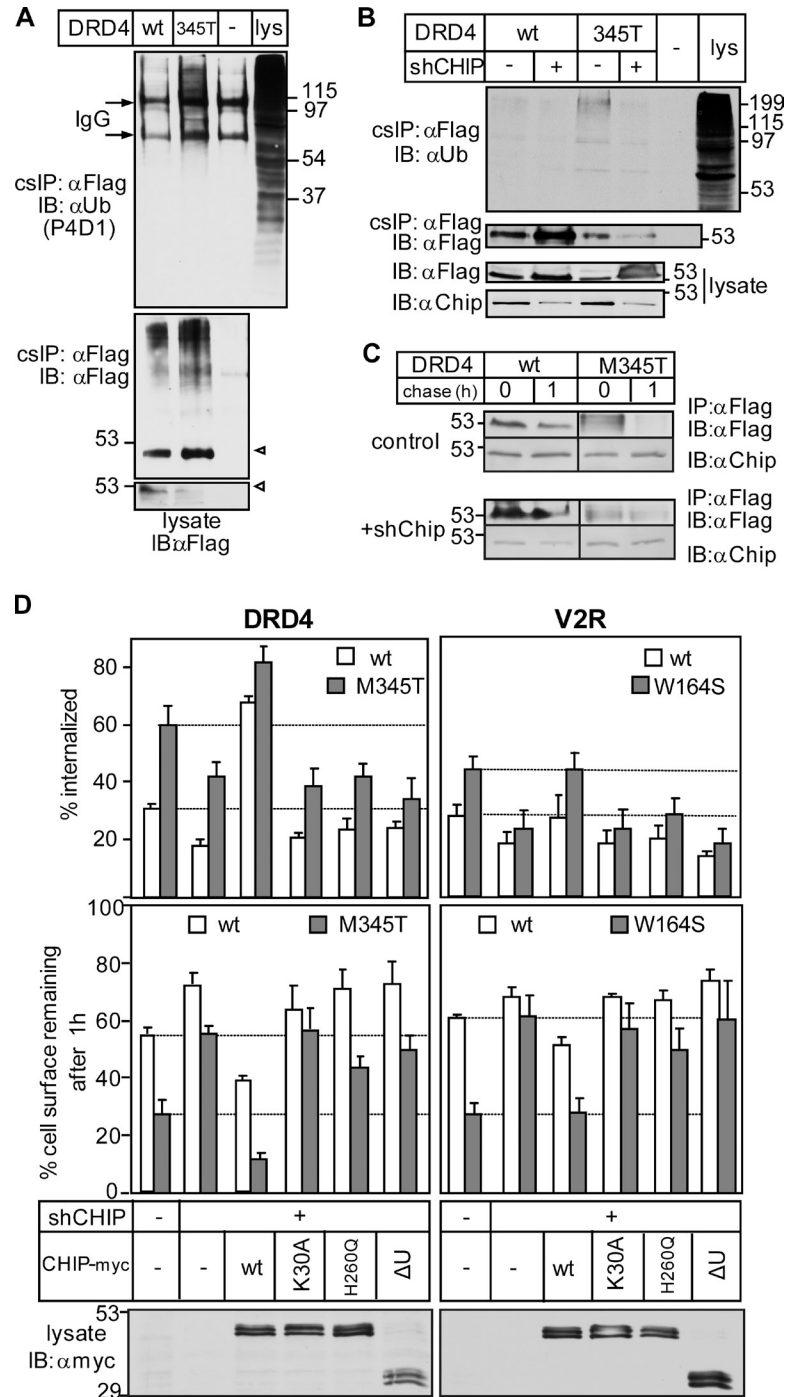 A
DRD4 wt 345T - lys
IgG
115
97
54
37
csIP: αFlag
IB: αUb
(P4D1)
csIP: αFlag
IB: αFlag
53
53
lysate
IB:αFlag
B
DRD4 wt 345T - lys
shCHIP - + - +
csIP: αFlag
IB: αUb
199
115
97
53
csIP: αFlag
IB: αFlag
53
IB: αFlag
53
IB:αChip
53
lysate
C
DRD4 wt M345T
chase (h) 0 1 0 1
control
53
53
IP:αFlag
IB:αFlag
IB:αChip
+shChip
53
53
IP:αFlag
IB:αFlag
IB:αChip
D
DRD4 V2R
% internalized
80
60
40
20
wt
M345T
wt
W164S
% cell surface remaining
after 1h
100
80
60
40
20
0
wt M345T
wt W164S
shCHIP - + - +
CHIP-myc - - wt K30A H260Q ΔU - - wt K30A H260Q ΔU
lysate
IB: αmyc
53
29